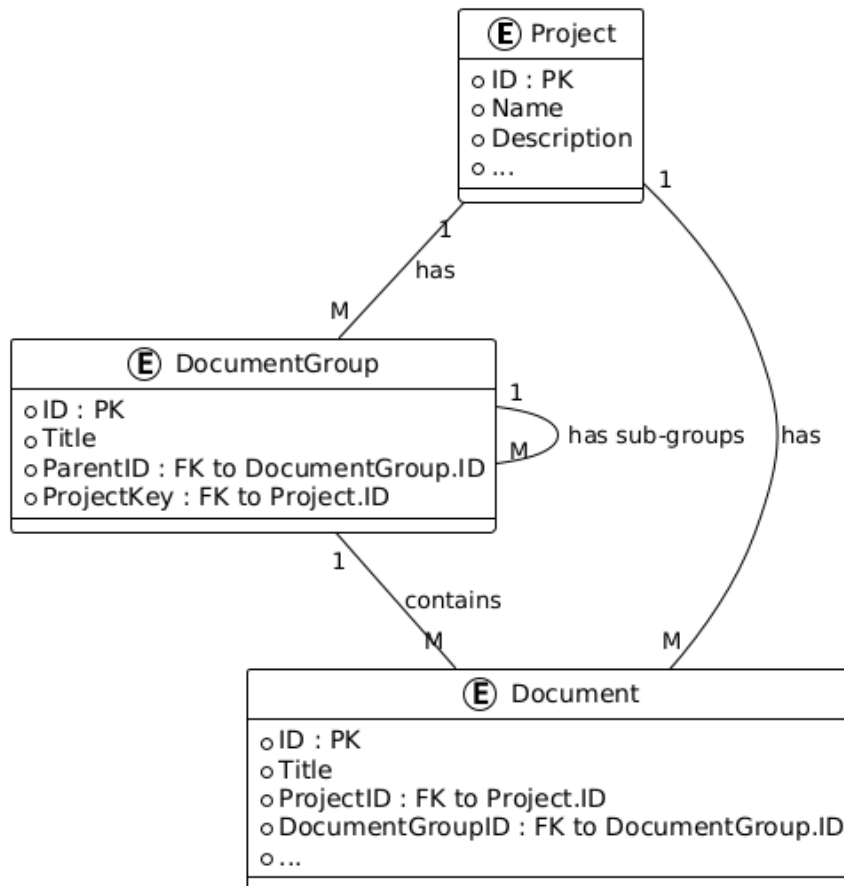 E Project
ID : PK
Name
Description
...
1
1
has
M
E DocumentGroup
ID : PK
Title
ParentID : FK to DocumentGroup.ID
ProjectKey : FK to Project.ID
1
has sub-groups
M
has
1
contains
M
M
E Document
ID : PK
Title
ProjectID : FK to Project.ID
DocumentGroupID : FK to DocumentGroup.ID
...